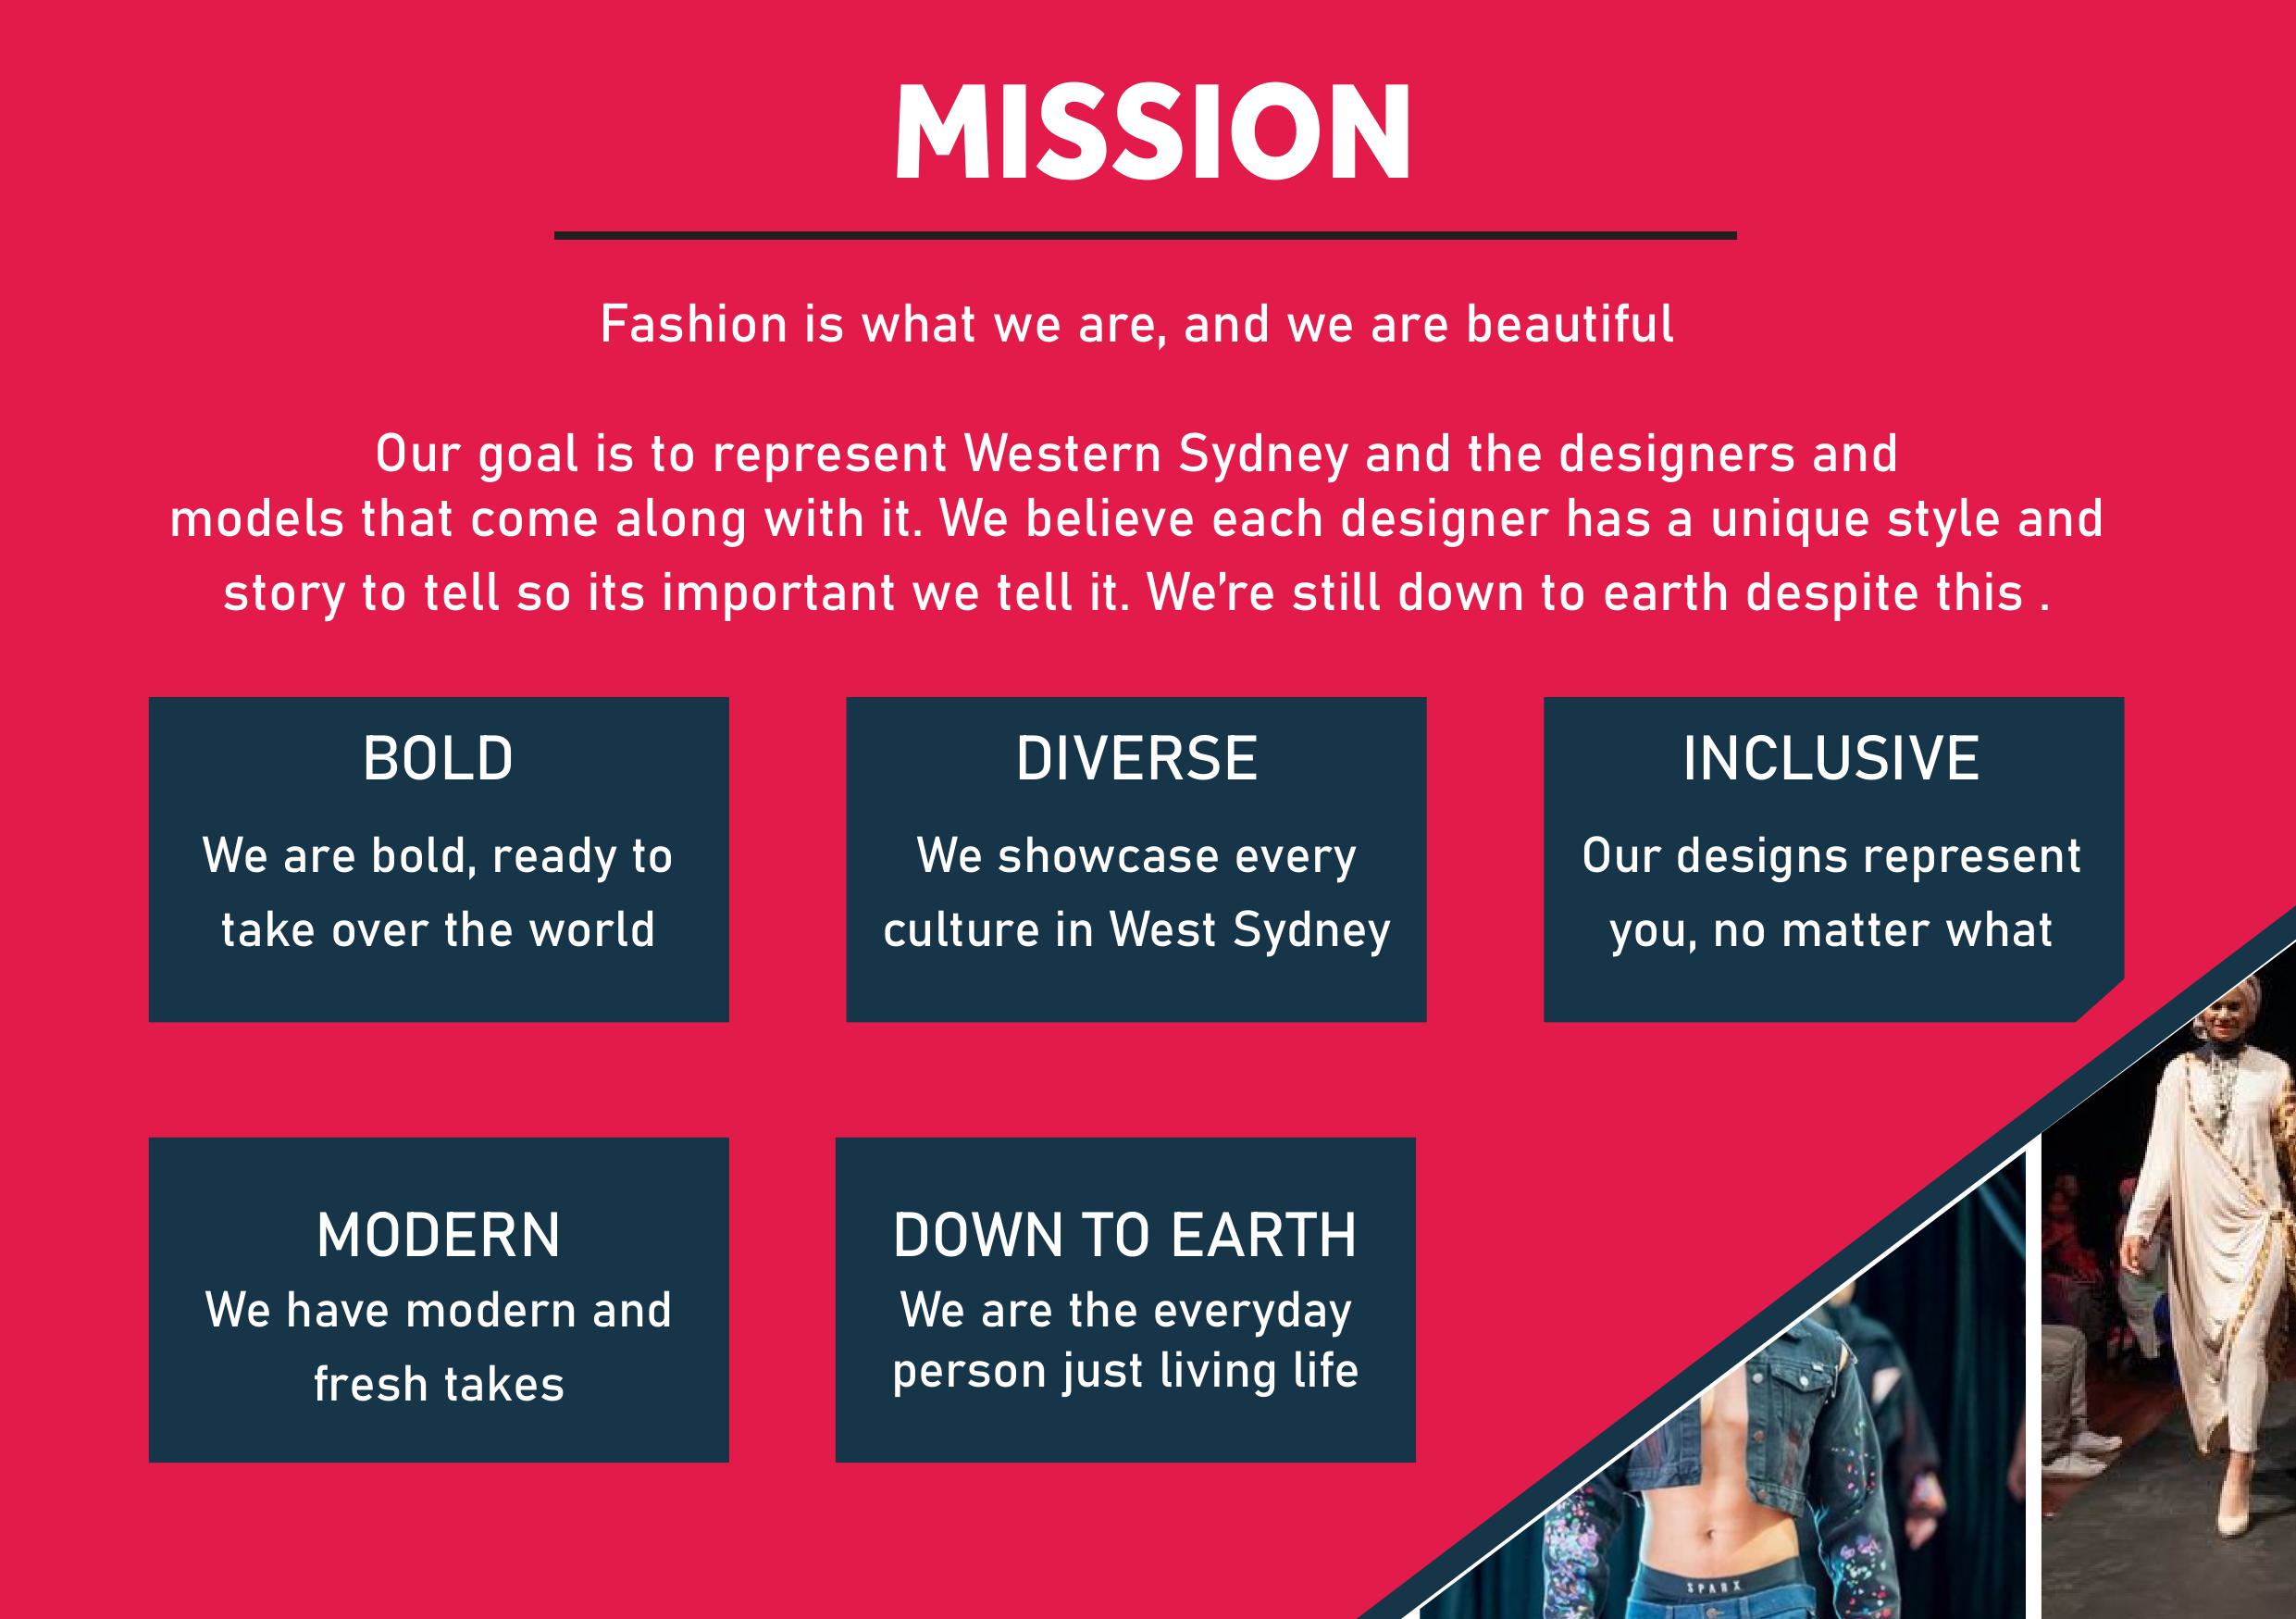 MISSION
Fashion is what we are, and we are beautiful
Our goal is to represent Western Sydney and the designers and
models that come along with it. We believe each designer has a unique style and
story to tell so its important we tell it. We’re still down to earth despite this .
BOLD
We are bold, ready to
take over the world
DIVERSE
We showcase every
culture in West Sydney
INCLUSIVE
Our designs represent
you, no matter what
MODERN
We have modern and
fresh takes
DOWN TO EARTH
We are the everyday
person just living life
SPARX